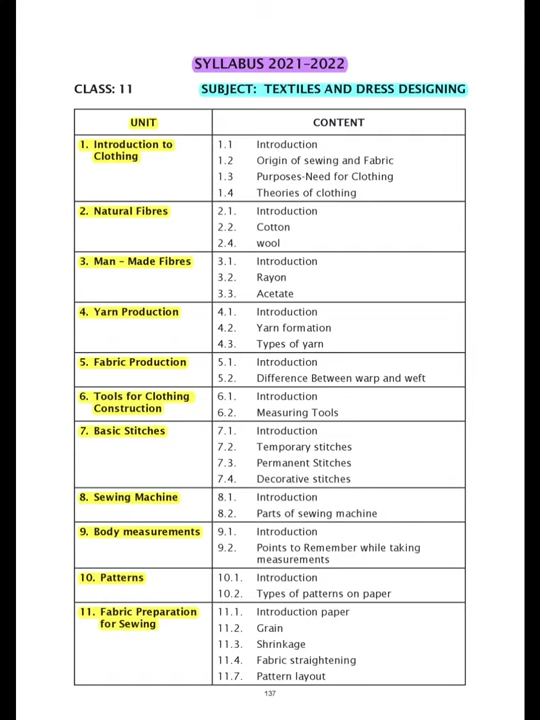 SYLLABUS 2021-2022
CLASS: 11 SUBJECT: TEXTILES AND DRESS DESIGNING
UNIT CONTENT
1. Introduction to Clothing
1.1 Introduction
1.2 Origin of sewing and Fabric
1.3 Purposes-Need for Clothing
1.4 Theories of clothing
2. Natural Fibres
2.1. Introduction
2.2. Cotton
2.4. wool
3. Man – Made Fibres
3.1. Introduction
3.2. Rayon
3.3. Acetate
4. Yarn Production
4.1. Introduction
4.2. Yarn formation
4.3. Types of yarn
5. Fabric Production
5.1. Introduction
5.2. Difference Between warp and weft
6. Tools for Clothing Construction
6.1. Introduction
6.2. Measuring Tools
7. Basic Stitches
7.1. Introduction
7.2. Temporary stitches
7.3. Permanent Stitches
7.4. Decorative stitches
8. Sewing Machine
8.1. Introduction
8.2. Parts of sewing machine
9. Body measurements
9.1. Introduction
9.2. Points to Remember while taking measurements
10. Patterns
10.1. Introduction
10.2. Types of patterns on paper
11. Fabric Preparation for Sewing
11.1. Introduction paper
11.2. Grain
11.3. Shrinkage
11.4. Fabric straightening
11.7. Pattern layout
137